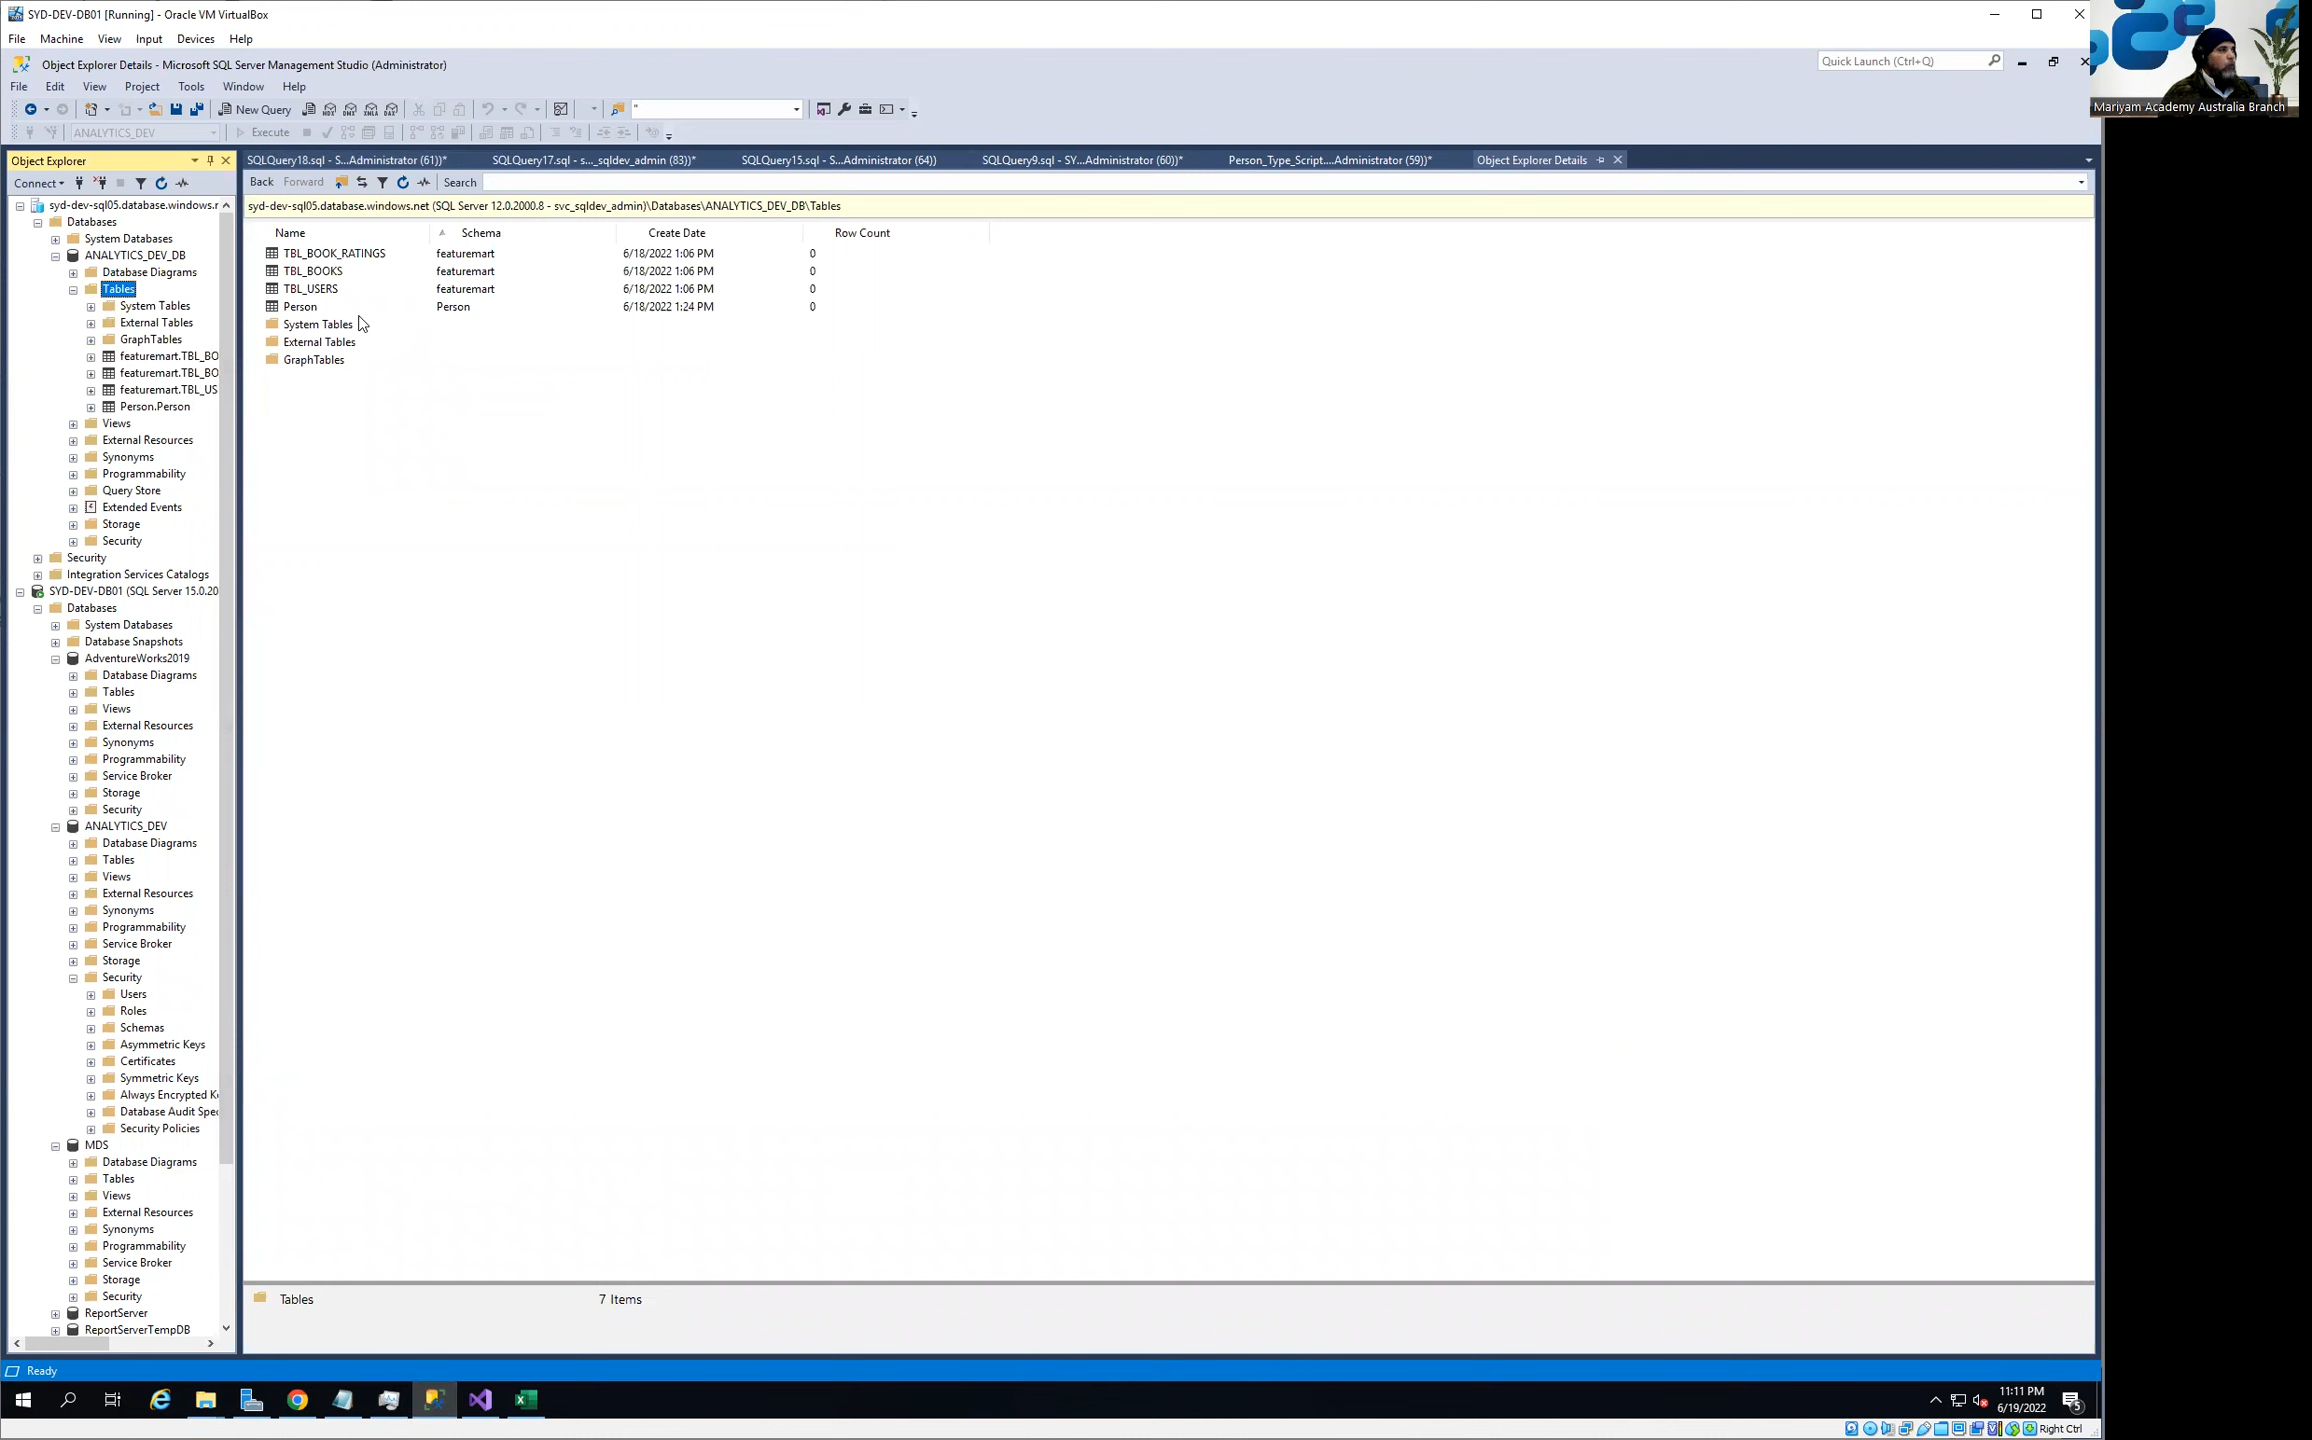 SYD-DEV-DB01 [Running] - Oracle VM VirtualBox
File Machine View Input Devices Help
Object Explorer Details - Microsoft SQL Server Management Studio (Administrator)
Quick Launch (Ctrl+Q)
Mariyam Academy Australia Branch
File Edit View Project Tools Window Help
New Query
ANALYTICS_DEV
Execute
Object Explorer
SQLQuery18.sql - S...Administrator (61))*
SQLQuery17.sql - s..._sqldev_admin (83))*
SQLQuery15.sql - S...Administrator (64))
SQLQuery9.sql - SY...Administrator (60))*
Person_Type_Script....Administrator (59))*
Object Explorer Details
Connect
Back Forward Search
syd-dev-sql05.database.windows.net (SQL Server 12.0.2000.8 - svc_sqldev_admin)\Databases\ANALYTICS_DEV_DB\Tables
Name Schema Create Date Row Count
TBL_BOOK_RATINGS featuremart 6/18/2022 1:06 PM 0
TBL_BOOKS featuremart 6/18/2022 1:06 PM 0
TBL_USERS featuremart 6/18/2022 1:06 PM 0
Person Person 6/18/2022 1:24 PM 0
System Tables
External Tables
GraphTables
syd-dev-sql05.database.windows.r
Databases
System Databases
ANALYTICS_DEV_DB
Database Diagrams
Tables
System Tables
External Tables
GraphTables
featuremart.TBL_BO
featuremart.TBL_BO
featuremart.TBL_US
Person.Person
Views
External Resources
Synonyms
Programmability
Query Store
Extended Events
Storage
Security
Security
Integration Services Catalogs
SYD-DEV-DB01 (SQL Server 15.0.20
Databases
System Databases
Database Snapshots
AdventureWorks2019
Database Diagrams
Tables
Views
External Resources
Synonyms
Programmability
Service Broker
Storage
Security
ANALYTICS_DEV
Database Diagrams
Tables
Views
External Resources
Synonyms
Programmability
Service Broker
Storage
Security
Users
Roles
Schemas
Asymmetric Keys
Certificates
Symmetric Keys
Always Encrypted Ke
Database Audit Spec
Security Policies
MDS
Database Diagrams
Tables
Views
External Resources
Synonyms
Programmability
Service Broker
Storage
Security
ReportServer
ReportServerTempDB
Tables 7 Items
Ready
11:11 PM
6/19/2022
5
Right Ctrl